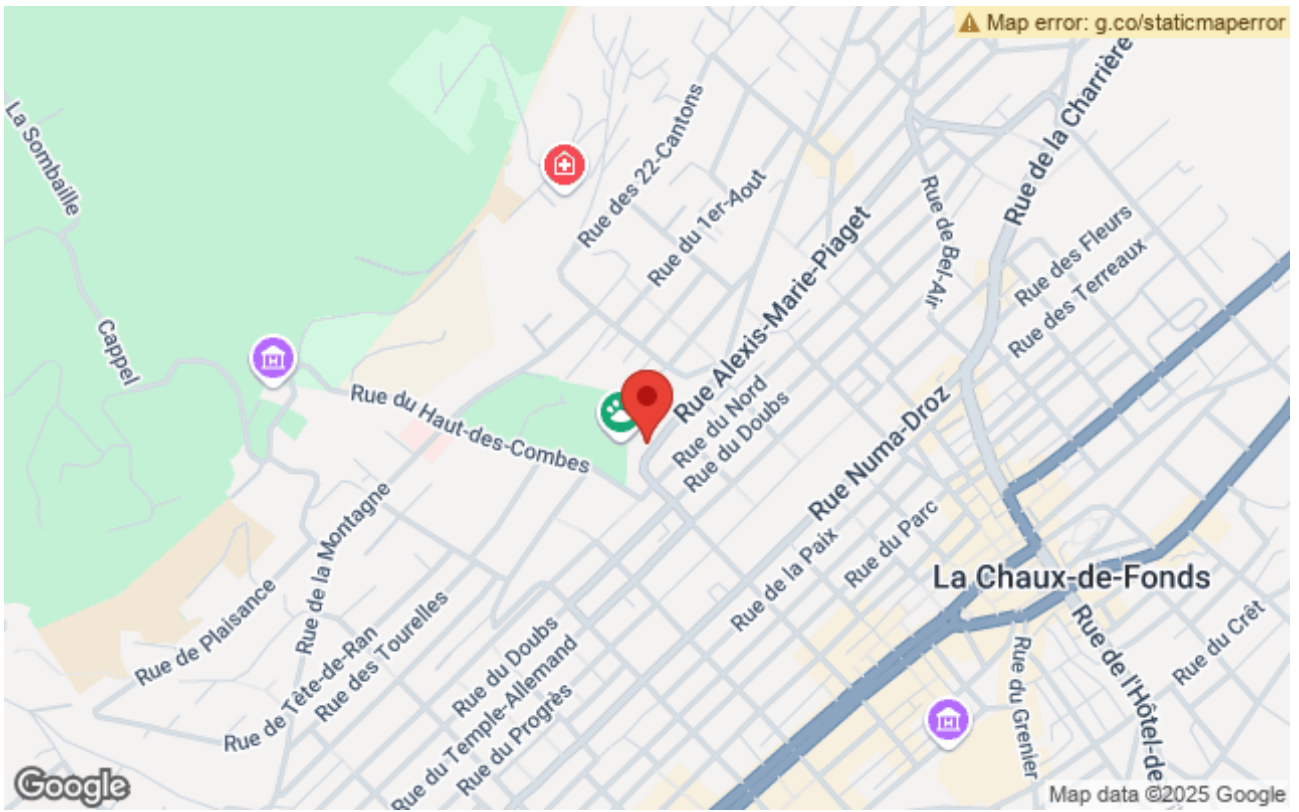 Map error: g.co/staticmaperror
La Sombaille
Rue de la Charrière
Rue des 22-Cantons
Rue du 1er-Aout
Rue de Bel-Air
Rue des Fleurs
Rue des Terreaux
Cappel
Rue Alexis-Marie-Piaget
Rue du Haut-des-Combes
Rue du Nord
Rue du Doubs
Rue Numa-Droz
Rue du Parc
Rue de la Paix
La Chaux-de-Fonds
Rue de la Montagne
Rue de Plaisance
Rue de Tête-de-Ran
Rue des Tourelles
Rue du Doubs
Rue du Temple-Allemand
Rue du Progrès
Rue du Crêt
Rue du Grenier
Rue de l'Hôtel-de-
Google
Map data ©2025 Google